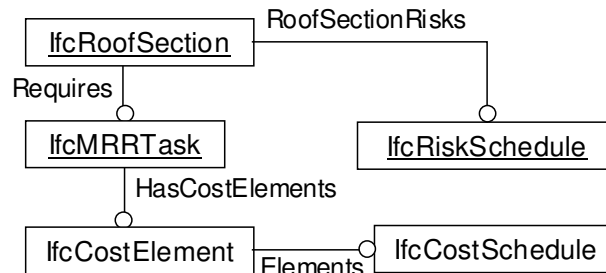 RoofSectionRisks
IfcRoofSection
Requires
IfcMRRTask
IfcRiskSchedule
HasCostElements
IfcCostElement
IfcCostSchedule
Elements